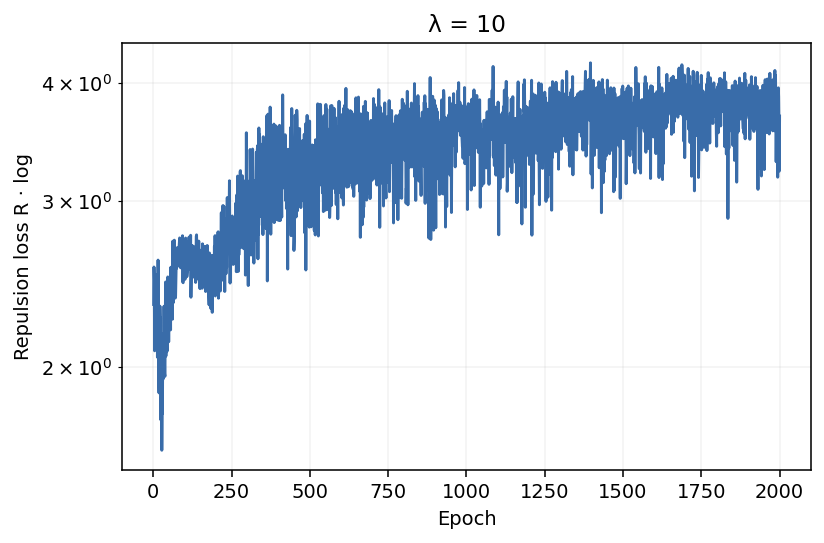 λ = 10
Repulsion loss R · log
4 × 10⁰
3 × 10⁰
2 × 10⁰
0 250 500 750 1000 1250 1500 1750 2000
Epoch